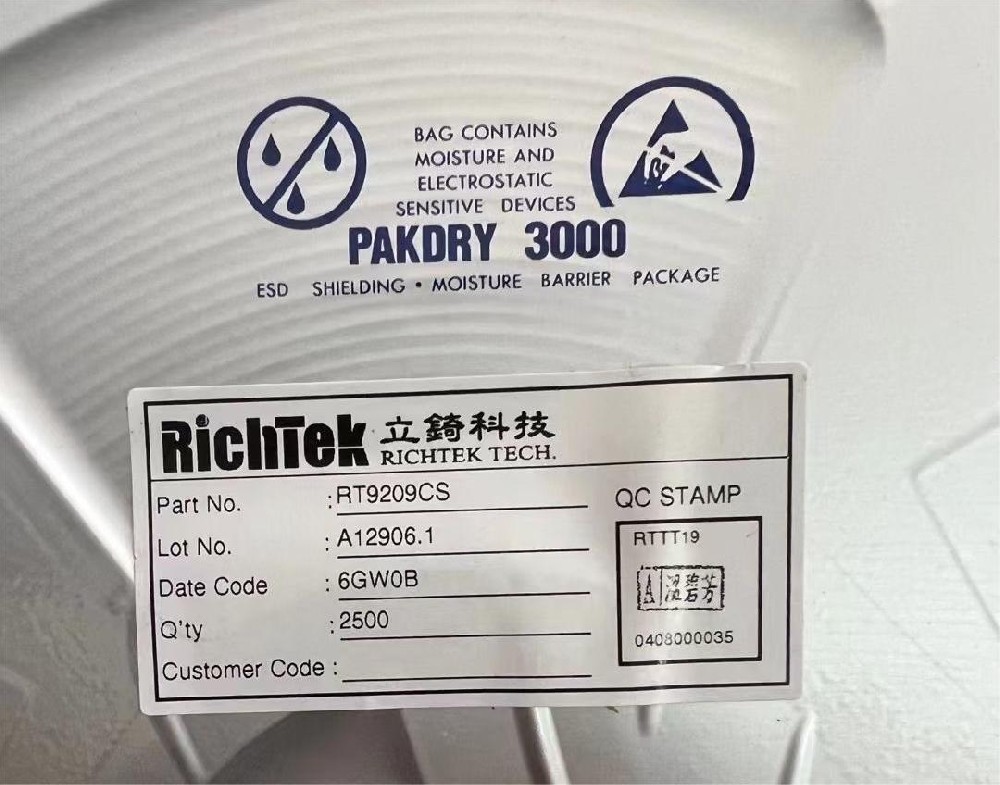 BAG CONTAINS
MOISTURE AND
ELECTROSTATIC
SENSITIVE DEVICES
PAKDRY 3000
ESD SHIELDING • MOISTURE BARRIER PACKAGE
RichTek 立錡科技
RICHTEK TECH.
Part No. :RT9209CS
Lot No. : A12906.1
Date Code : 6GW0B
Q'ty : 2500
Customer Code :
QC STAMP
RTTT19
A
0408000035